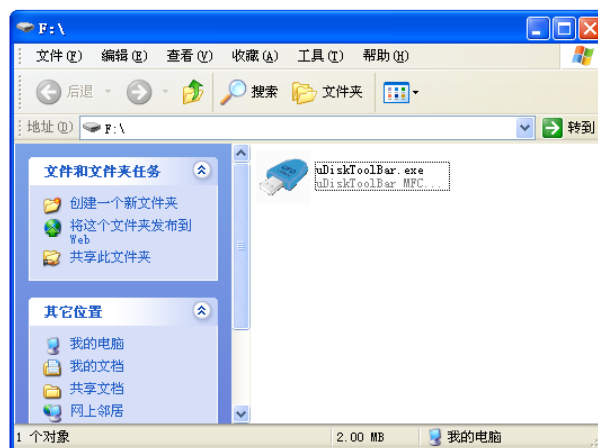 F:\
文件(F) 编辑(E) 查看(V) 收藏(A) 工具(T) 帮助(H)
后退 搜索 文件夹
地址(D) F:\ 转到
文件和文件夹任务
创建一个新文件夹
将这个文件夹发布到
Web
共享此文件夹
其它位置
我的电脑
我的文档
共享文档
网上邻居
uDiskToolBar.exe
uDiskToolBar MFC...
1 个对象 2.00 MB 我的电脑